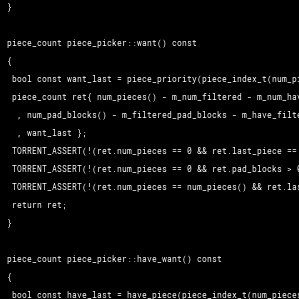 }
piece_count piece_picker::want() const
{
bool const want_last = piece_priority(piece_index_t(num_pi
piece_count ret{ num_pieces() - m_num_filtered - m_num_hav
, num_pad_blocks() - m_filtered_pad_blocks - m_have_filte
, want_last };
TORRENT_ASSERT(!(ret.num_pieces == 0 && ret.last_piece ==
TORRENT_ASSERT(!(ret.num_pieces == 0 && ret.pad_blocks > 0
TORRENT_ASSERT(!(ret.num_pieces == num_pieces() && ret.las
return ret;
}
piece_count piece_picker::have_want() const
{
bool const have_last = have_piece(piece_index_t(num_pieces